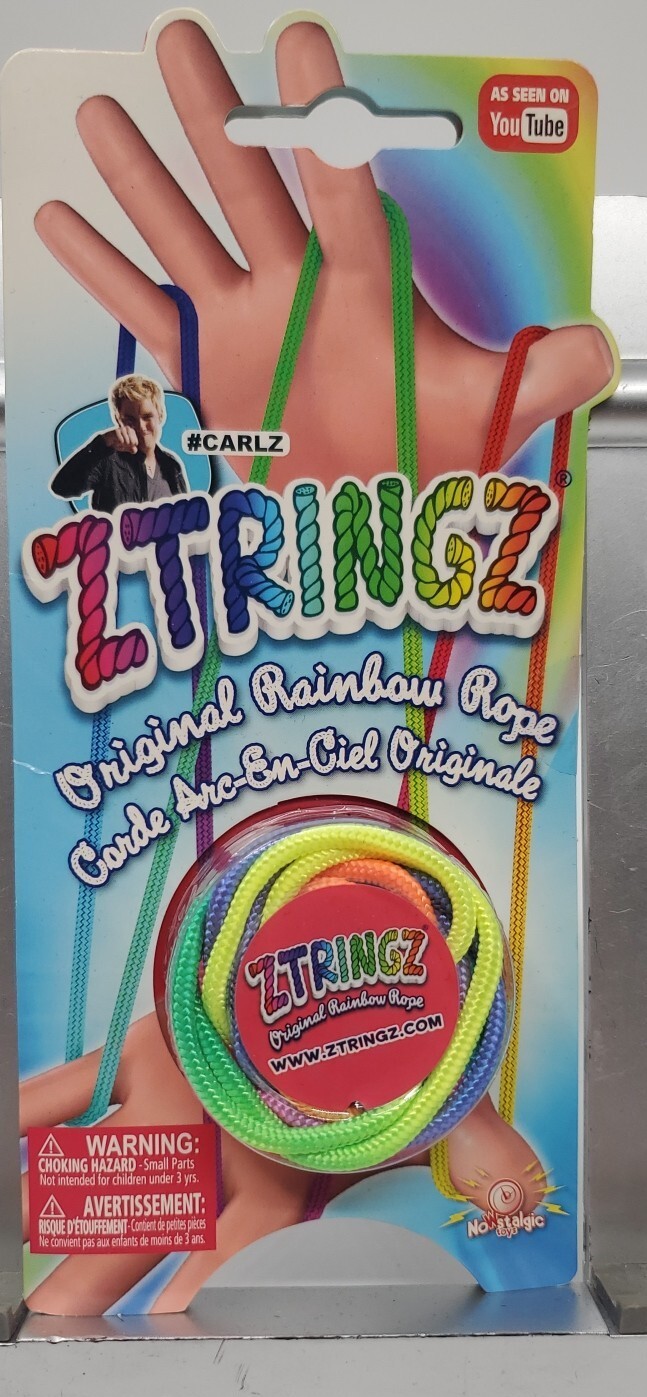 AS SEEN ON
YouTube
#CARLZ
ZTRINGZ®
Original Rainbow Rope
Corde Arc-En-Ciel Originale
ZTRINGZ
Original Rainbow Rope
WWW.ZTRINGZ.COM
WARNING:
CHOKING HAZARD - Small Parts
Not intended for children under 3 yrs.
AVERTISSEMENT:
RISQUE D'ÉTOUFFEMENT - Contient de petites pièces
Ne convient pas aux enfants de moins de 3 ans.
Nowstalgic
toys